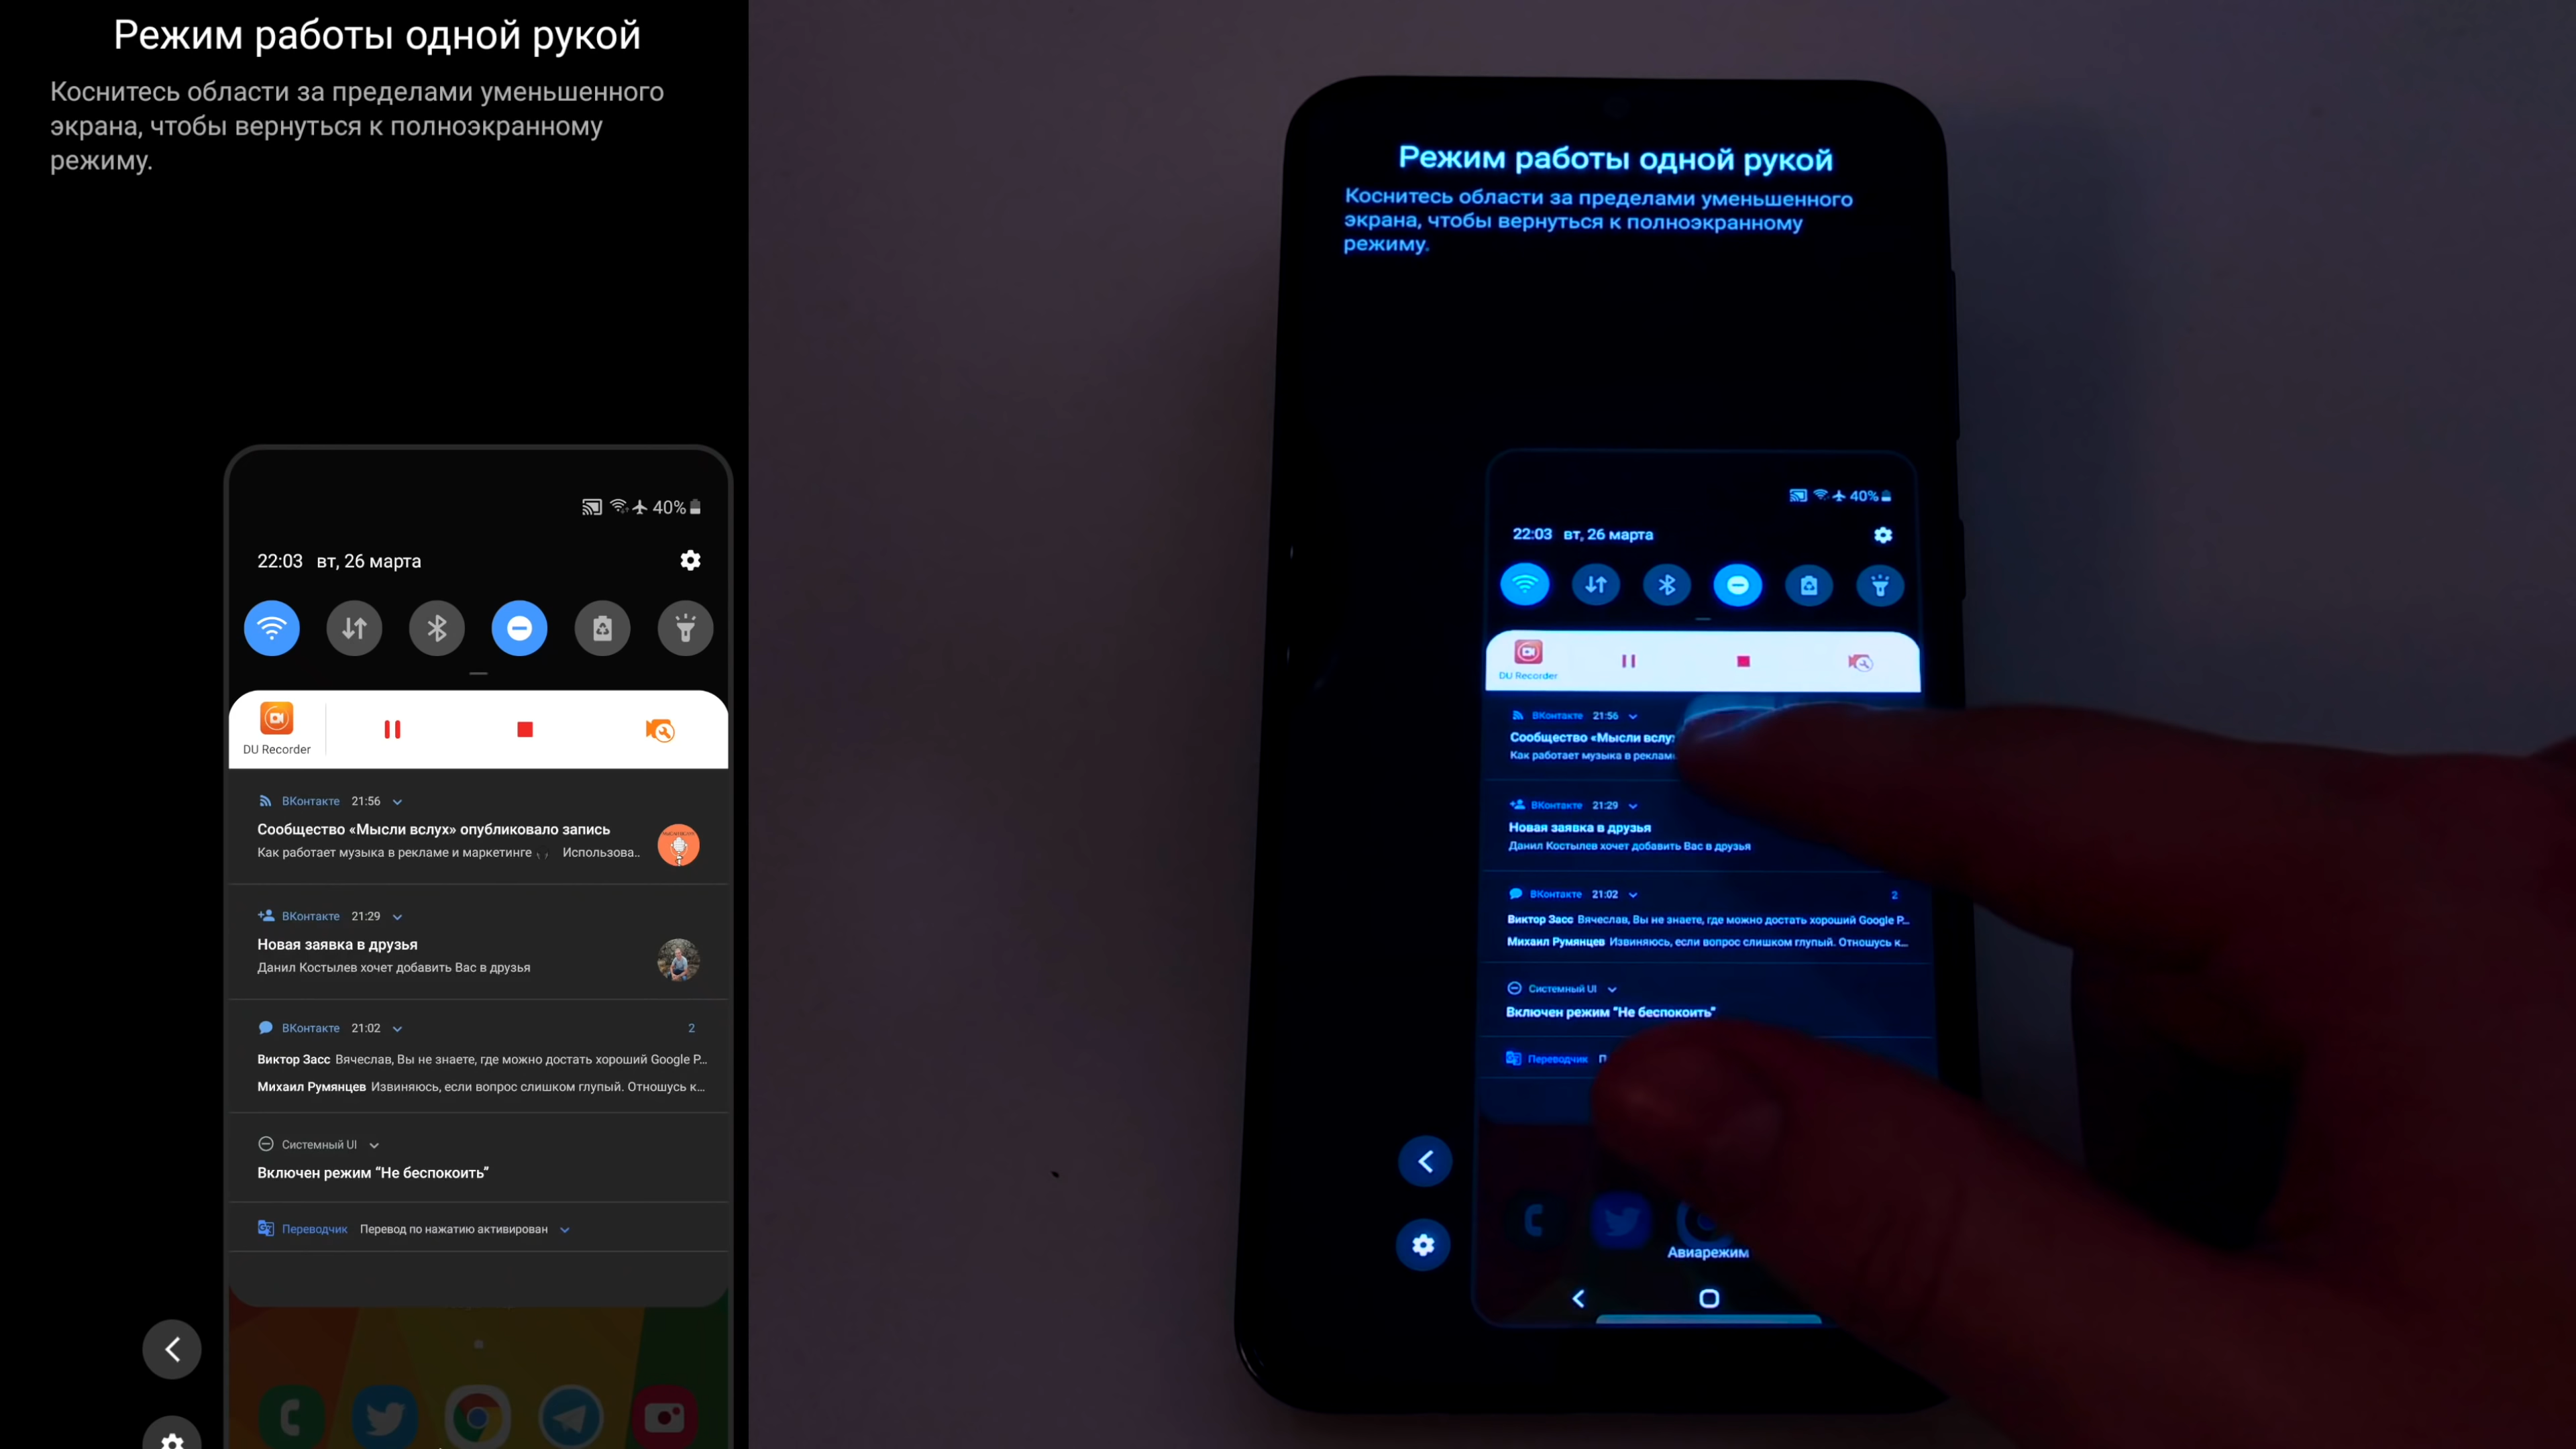 Режим работы одной рукой
Коснитесь области за пределами уменьшенного
экрана, чтобы вернуться к полноэкранному
режиму.
40%
22:03 вт, 26 марта
DU Recorder
ВКонтакте 21:56
Сообщество «Мысли вслух» опубликовало запись
Как работает музыка в рекламе и маркетинге Использова..
ВКонтакте 21:29
Новая заявка в друзья
Данил Костылев хочет добавить Вас в друзья
ВКонтакте 21:02 2
Виктор Засс Вячеслав, Вы не знаете, где можно достать хороший Google P...
Михаил Румянцев Извиняюсь, если вопрос слишком глупый. Отношусь к...
Системный UI
Включен режим “Не беспокоить”
Переводчик Перевод по нажатию активирован
Режим работы одной рукой
Коснитесь области за пределами уменьшенного
экрана, чтобы вернуться к полноэкранному
режиму.
40%
22:03 вт, 26 марта
DU Recorder
ВКонтакте 21:56
Сообщество «Мысли вслух
Как работает музыка в реклам
ВКонтакте 21:29
Новая заявка в друзья
Данил Костылев хочет добавить Вас в друзья
ВКонтакте 21:02 2
Виктор Засс Вячеслав, Вы не знаете, где можно достать хороший Google P...
Михаил Румянцев Извиняюсь, если вопрос слишком глупый. Отношусь к...
Системный UI
Включен режим “Не беспокоить”
Переводчик П
Авиарежим